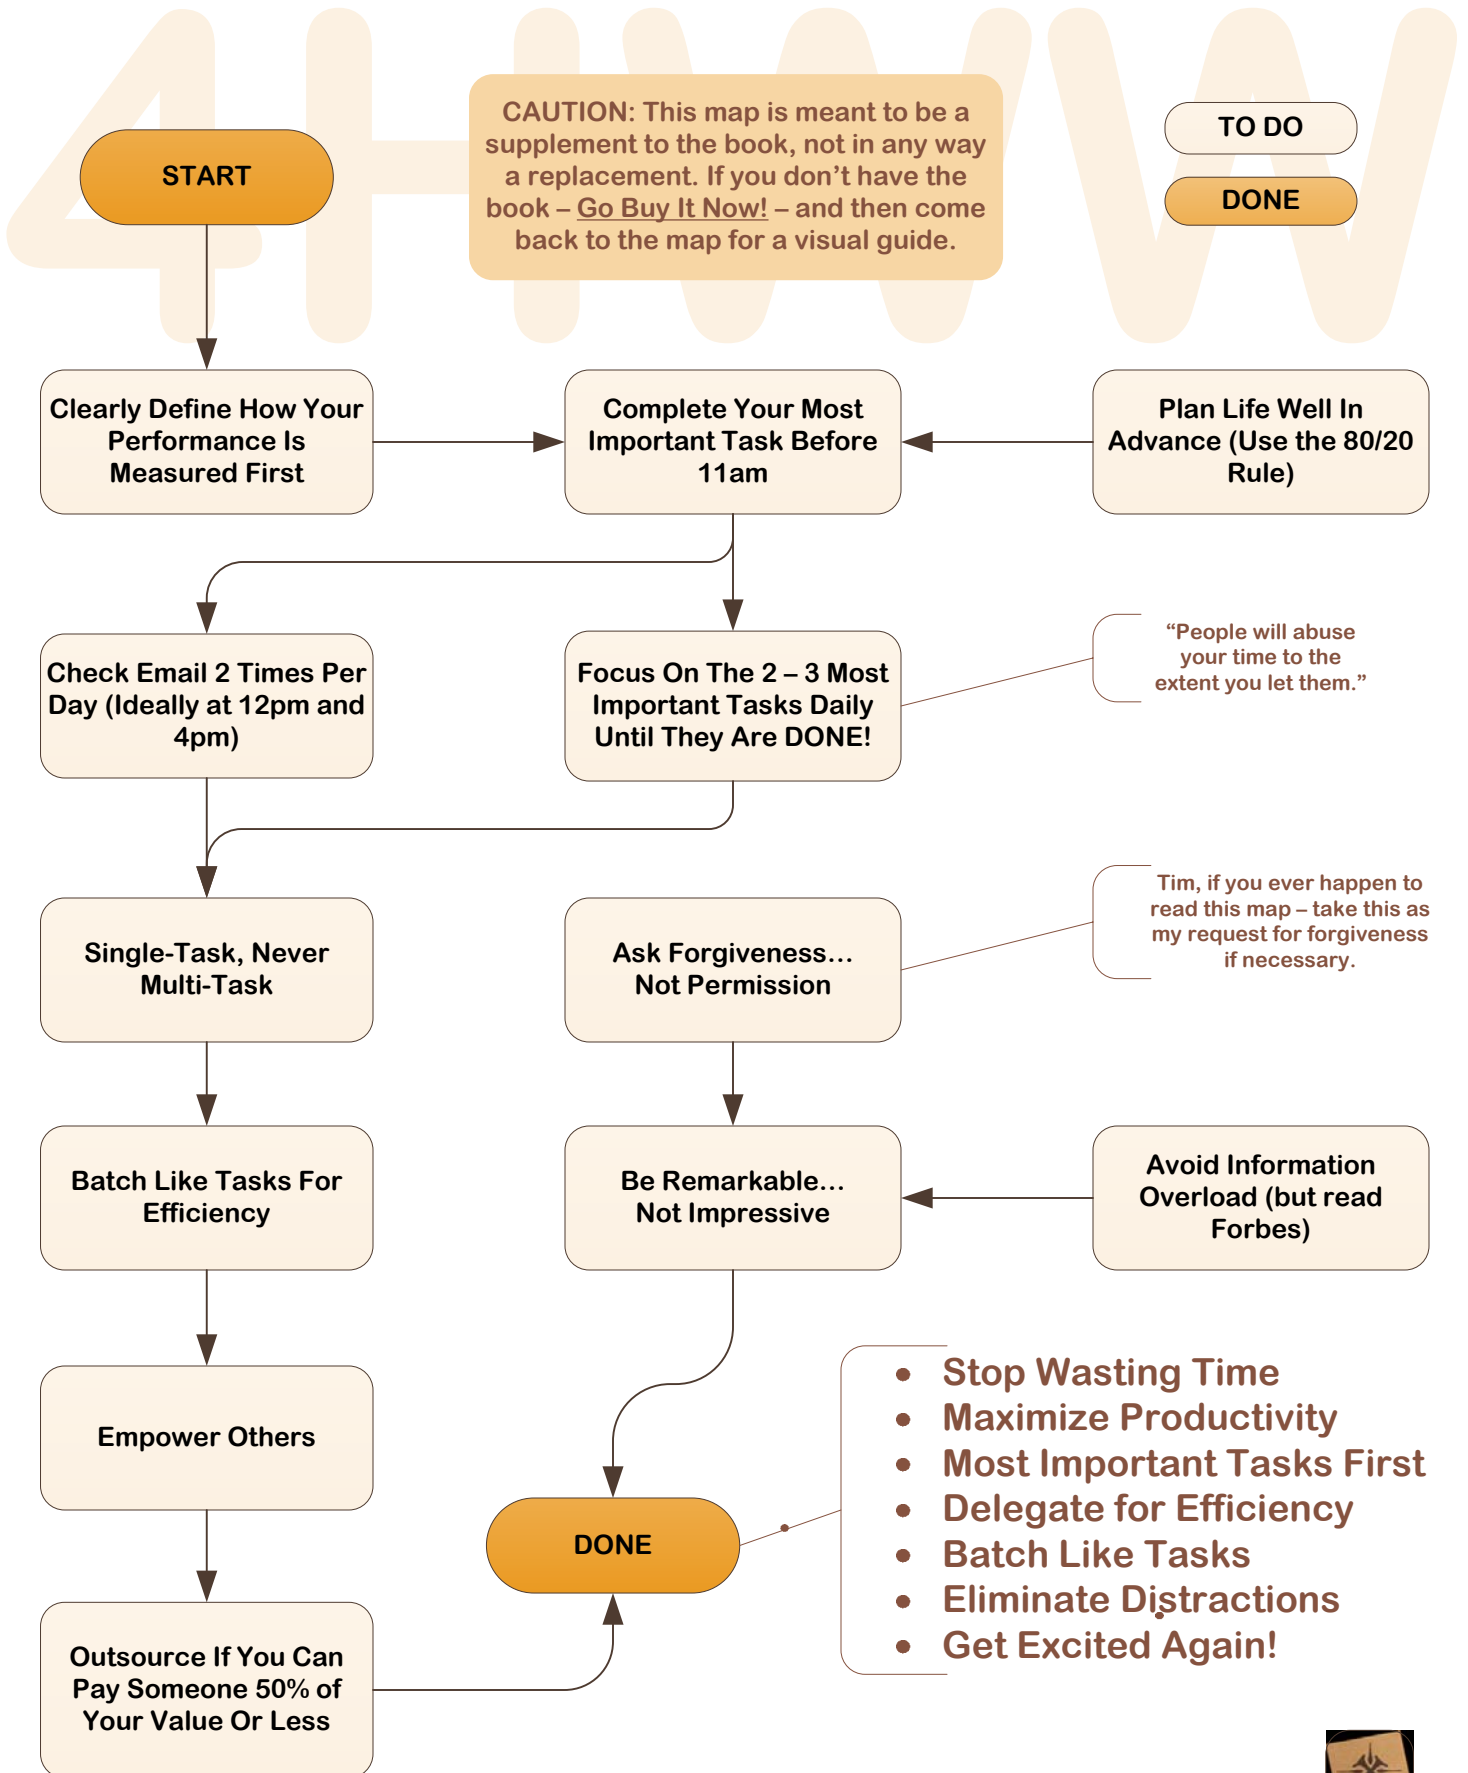 4HWW
CAUTION: This map is meant to be a
supplement to the book, not in any way
a replacement. If you don’t have the
book – Go Buy It Now! – and then come
back to the map for a visual guide.
TO DO
DONE
START
Clearly Define How Your
Performance Is
Measured First
Complete Your Most
Important Task Before
11am
Plan Life Well In
Advance (Use the 80/20
Rule)
Check Email 2 Times Per
Day (Ideally at 12pm and
4pm)
Focus On The 2 – 3 Most
Important Tasks Daily
Until They Are DONE!
“People will abuse
your time to the
extent you let them.”
Single-Task, Never
Multi-Task
Ask Forgiveness…
Not Permission
Tim, if you ever happen to
read this map – take this as
my request for forgiveness
if necessary.
Batch Like Tasks For
Efficiency
Be Remarkable…
Not Impressive
Avoid Information
Overload (but read
Forbes)
Empower Others
DONE
• Stop Wasting Time
• Maximize Productivity
• Most Important Tasks First
• Delegate for Efficiency
• Batch Like Tasks
• Eliminate Distractions
• Get Excited Again!
Outsource If You Can
Pay Someone 50% of
Your Value Or Less